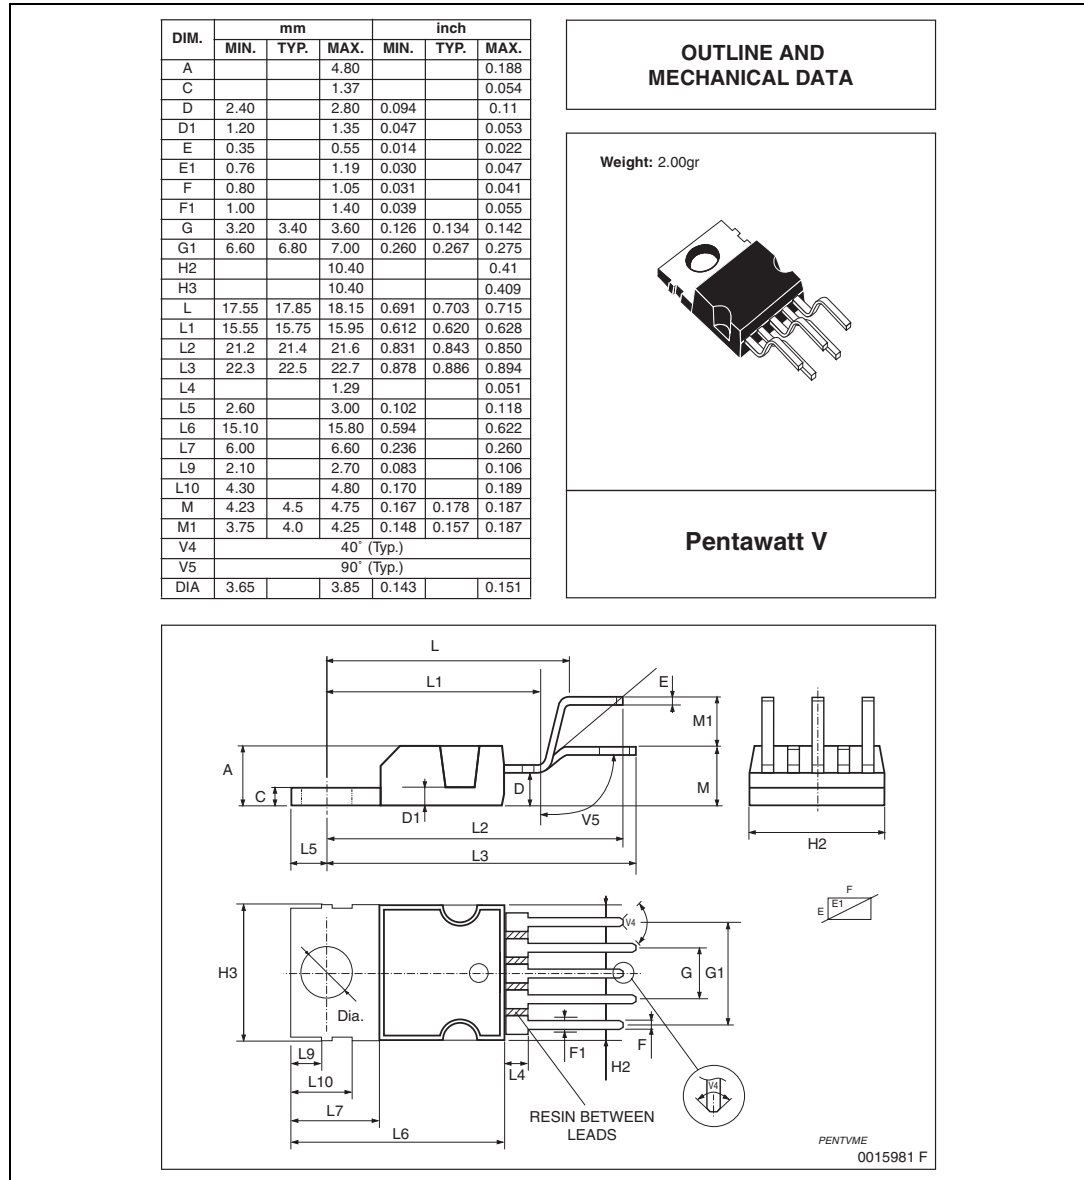 DIM. mm inch
MIN. TYP. MAX. MIN. TYP. MAX.
A 4.80 0.188
C 1.37 0.054
D 2.40 2.80 0.094 0.11
D1 1.20 1.35 0.047 0.053
E 0.35 0.55 0.014 0.022
E1 0.76 1.19 0.030 0.047
F 0.80 1.05 0.031 0.041
F1 1.00 1.40 0.039 0.055
G 3.20 3.40 3.60 0.126 0.134 0.142
G1 6.60 6.80 7.00 0.260 0.267 0.275
H2 10.40 0.41
H3 10.40 0.409
L 17.55 17.85 18.15 0.691 0.703 0.715
L1 15.55 15.75 15.95 0.612 0.620 0.628
L2 21.2 21.4 21.6 0.831 0.843 0.850
L3 22.3 22.5 22.7 0.878 0.886 0.894
L4 1.29 0.051
L5 2.60 3.00 0.102 0.118
L6 15.10 15.80 0.594 0.622
L7 6.00 6.60 0.236 0.260
L9 2.10 2.70 0.083 0.106
L10 4.30 4.80 0.170 0.189
M 4.23 4.5 4.75 0.167 0.178 0.187
M1 3.75 4.0 4.25 0.148 0.157 0.187
V4 40˚ (Typ.)
V5 90˚ (Typ.)
DIA 3.65 3.85 0.143 0.151
OUTLINE AND
MECHANICAL DATA
Weight: 2.00gr
Pentawatt V
L
L1
E
M1
A
C
D1
D
M
L2
V5
L5
L3
H2
F
E E1
V4
H3
G G1
Dia.
L9
F1
F
L4
H2
L10
V4
L7
RESIN BETWEEN
LEADS
L6
PENTVME
0015981 F